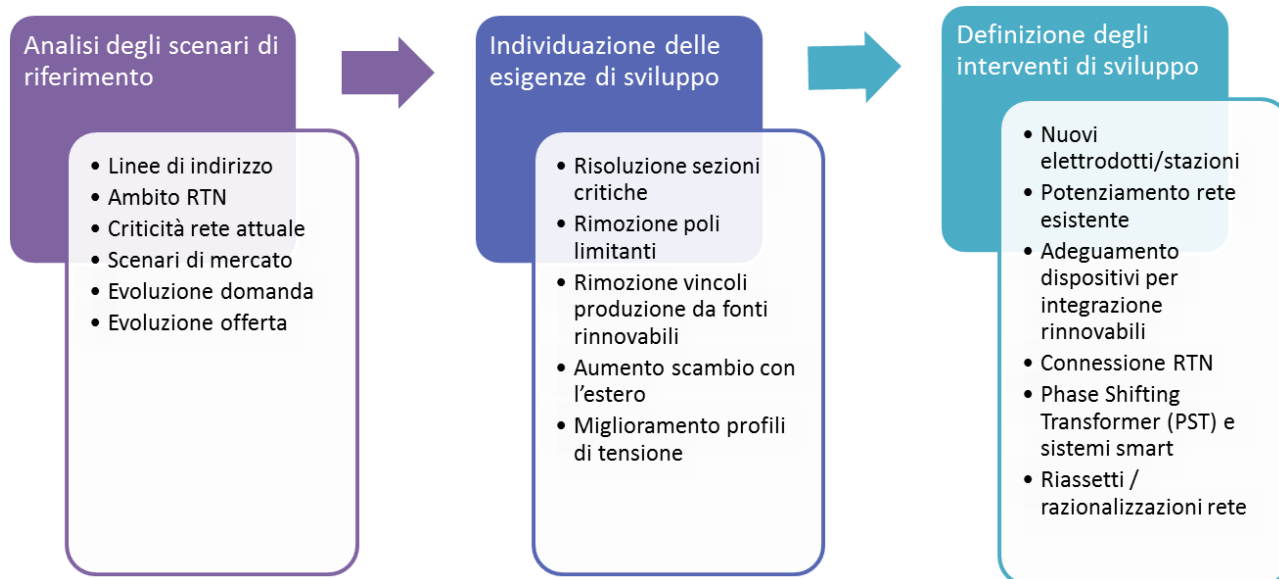 Analisi degli scenari di
riferimento
• Linee di indirizzo
• Ambito RTN
• Criticità rete attuale
• Scenari di mercato
• Evoluzione domanda
• Evoluzione offerta
Individuazione delle
esigenze di sviluppo
• Risoluzione sezioni
critiche
• Rimozione poli
limitanti
• Rimozione vincoli
produzione da fonti
rinnovabili
• Aumento scambio con
l’estero
• Miglioramento profili
di tensione
Definizione degli
interventi di sviluppo
• Nuovi
elettrodotti/stazioni
• Potenziamento rete
esistente
• Adeguamento
dispositivi per
integrazione
rinnovabili
• Connessione RTN
• Phase Shifting
Transformer (PST) e
sistemi smart
• Riassetti /
razionalizzazioni rete